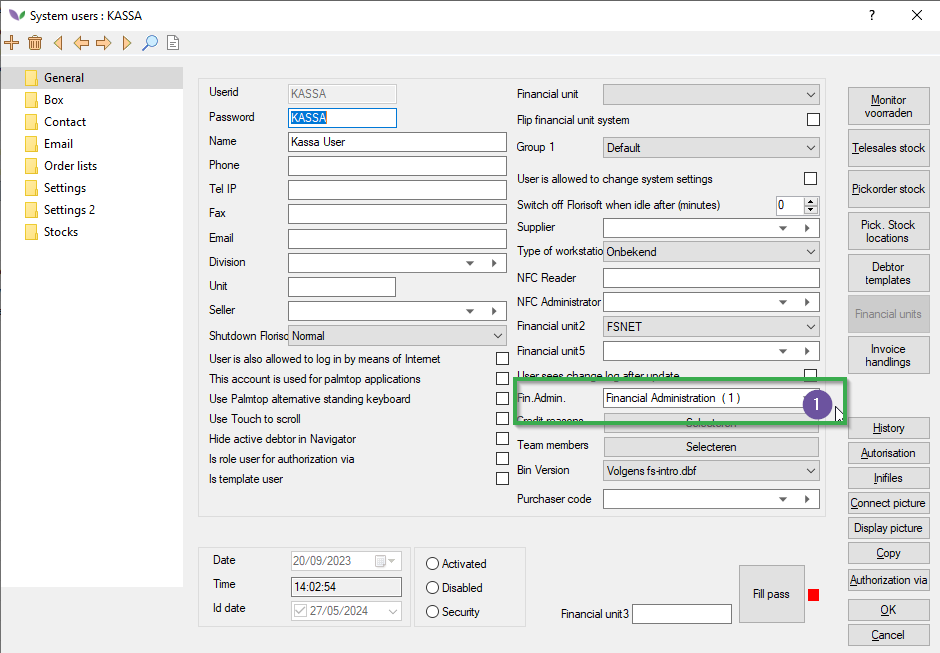 System users : KASSA
?
General
Box
Contact
Email
Order lists
Settings
Settings 2
Stocks
Userid
KASSA
Password
KASSA
Name
Kassa User
Phone
Tel IP
Fax
Email
Division
Unit
Seller
Shutdown Florisc
Normal
User is also allowed to log in by means of Internet
This account is used for palmtop applications
Use Palmtop alternative standing keyboard
Use Touch to scroll
Hide active debtor in Navigator
Is role user for authorization via
Is template user
Financial unit
Flip financial unit system
Group 1
Default
User is allowed to change system settings
Switch off Florisoft when idle after (minutes)
0
Supplier
Type of workstatio
Onbekend
NFC Reader
NFC Administrator
Financial unit2
FSNET
Financial unit5
User sees change log after update
Fin.Admin.
Financial Administration ( 1 )
1
Credit reasons
Selecteren
Team members
Selecteren
Bin Version
Volgens fs-intro.dbf
Purchaser code
Date
20/09/2023
Time
14:02:54
Id date
27/05/2024
Activated
Disabled
Security
Financial unit3
Fill pass
Monitor
voorraden
Telesales stock
Pickorder stock
Pick. Stock
locations
Debtor
templates
Financial units
Invoice
handlings
History
Autorisation
Inifiles
Connect picture
Display picture
Copy
Authorization via
OK
Cancel